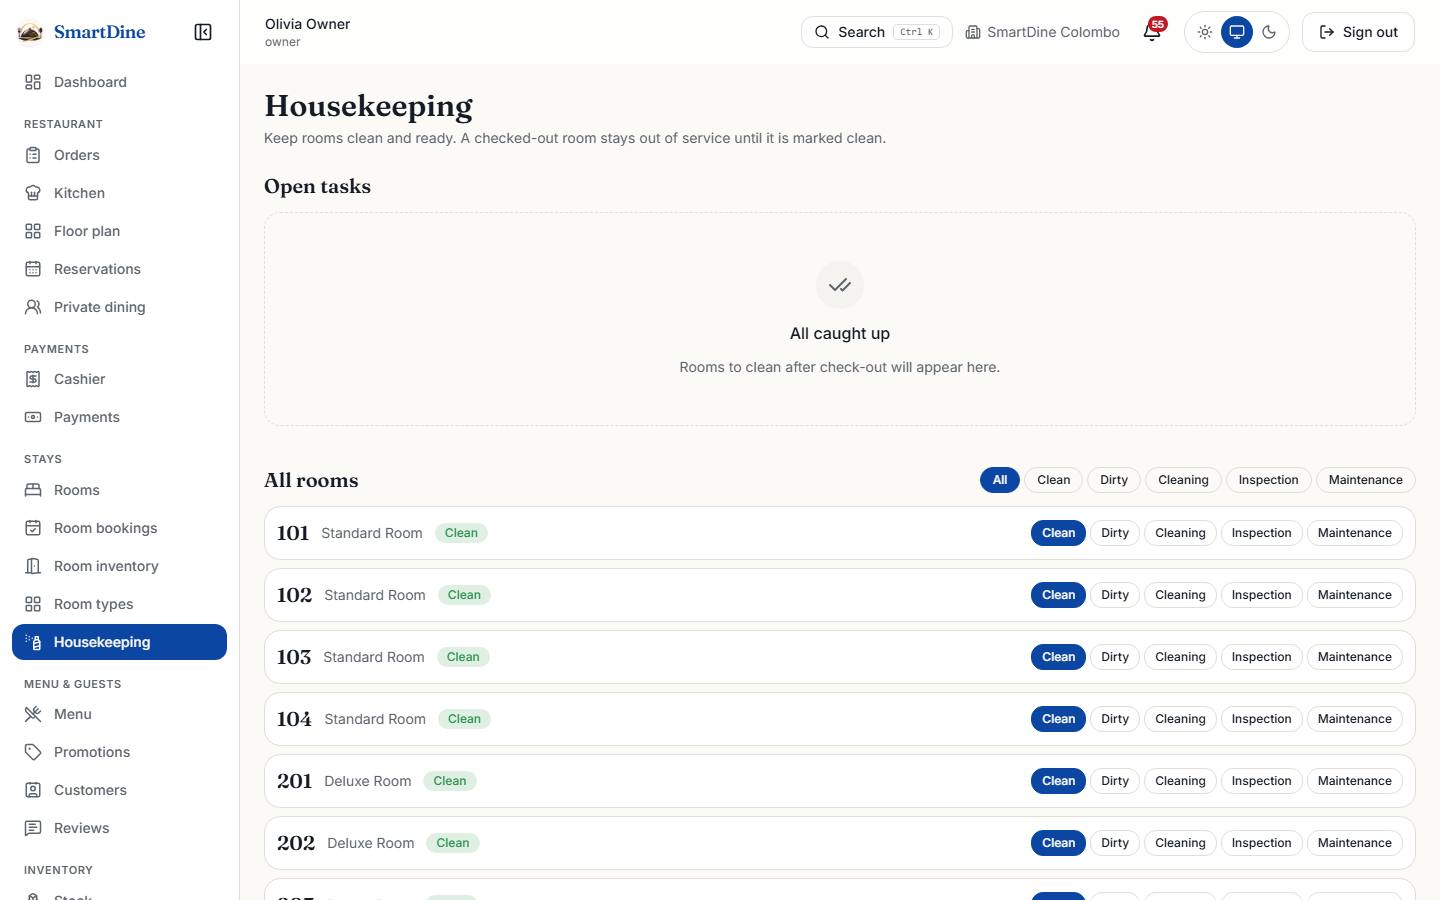 SmartDine
Dashboard
RESTAURANT
Orders
Kitchen
Floor plan
Reservations
Private dining
PAYMENTS
Cashier
Payments
STAYS
Rooms
Room bookings
Room inventory
Room types
Housekeeping
MENU & GUESTS
Menu
Promotions
Customers
Reviews
INVENTORY
Olivia Owner
owner
Search Ctrl K SmartDine Colombo 55 Sign out
Housekeeping
Keep rooms clean and ready. A checked-out room stays out of service until it is marked clean.
Open tasks
All caught up
Rooms to clean after check-out will appear here.
All rooms All Clean Dirty Cleaning Inspection Maintenance
101 Standard Room Clean Clean Dirty Cleaning Inspection Maintenance
102 Standard Room Clean Clean Dirty Cleaning Inspection Maintenance
103 Standard Room Clean Clean Dirty Cleaning Inspection Maintenance
104 Standard Room Clean Clean Dirty Cleaning Inspection Maintenance
201 Deluxe Room Clean Clean Dirty Cleaning Inspection Maintenance
202 Deluxe Room Clean Clean Dirty Cleaning Inspection Maintenance